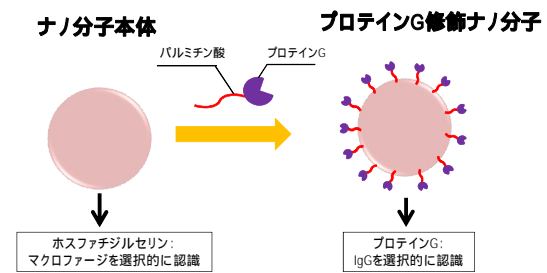 ナノ分子本体
プロテインG修飾ナノ分子
パルミチン酸
プロテインG
ホスファチジルセリン:
マクロファージを選択的に認識
プロテインG:
IgGを選択的に認識